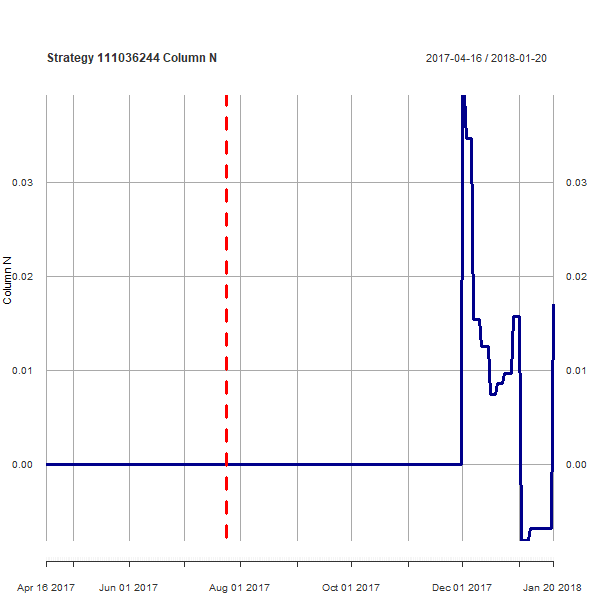 Strategy 111036244 Column N
2017-04-16 / 2018-01-20
0.03
0.03
0.02
0.02
Column N
0.01
0.01
0.00
0.00
Apr 16 2017
Jun 01 2017
Aug 01 2017
Oct 01 2017
Dec 01 2017
Jan 20 2018